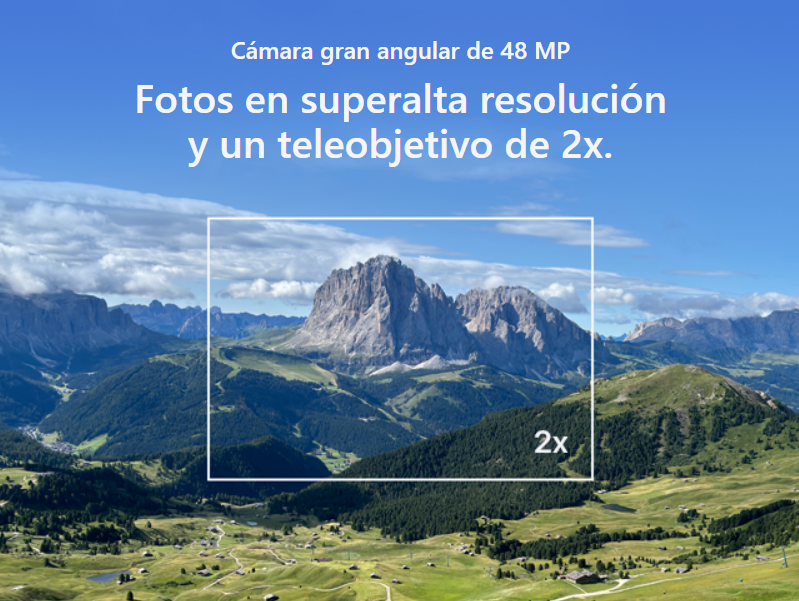 Cámara gran angular de 48 MP
Fotos en superalta resolución
y un teleobjetivo de 2x.
2x